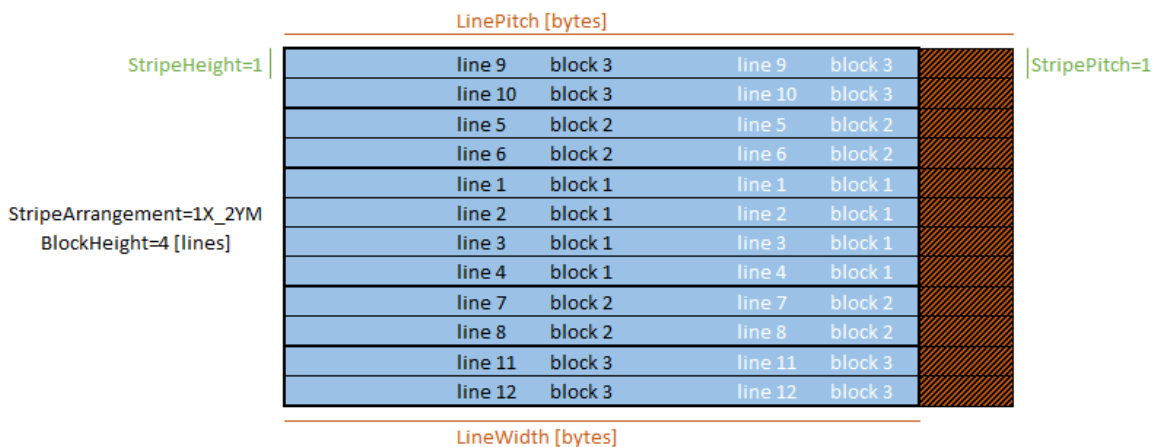 LinePitch [bytes]
StripeHeight=1 line 9 block 3 line 9 block 3 StripePitch=1
line 10 block 3 line 10 block 3
line 5 block 2 line 5 block 2
line 6 block 2 line 6 block 2
line 1 block 1 line 1 block 1
StripeArrangement=1X_2YM line 2 block 1 line 2 block 1
BlockHeight=4 [lines] line 3 block 1 line 3 block 1
line 4 block 1 line 4 block 1
line 7 block 2 line 7 block 2
line 8 block 2 line 8 block 2
line 11 block 3 line 11 block 3
line 12 block 3 line 12 block 3
LineWidth [bytes]